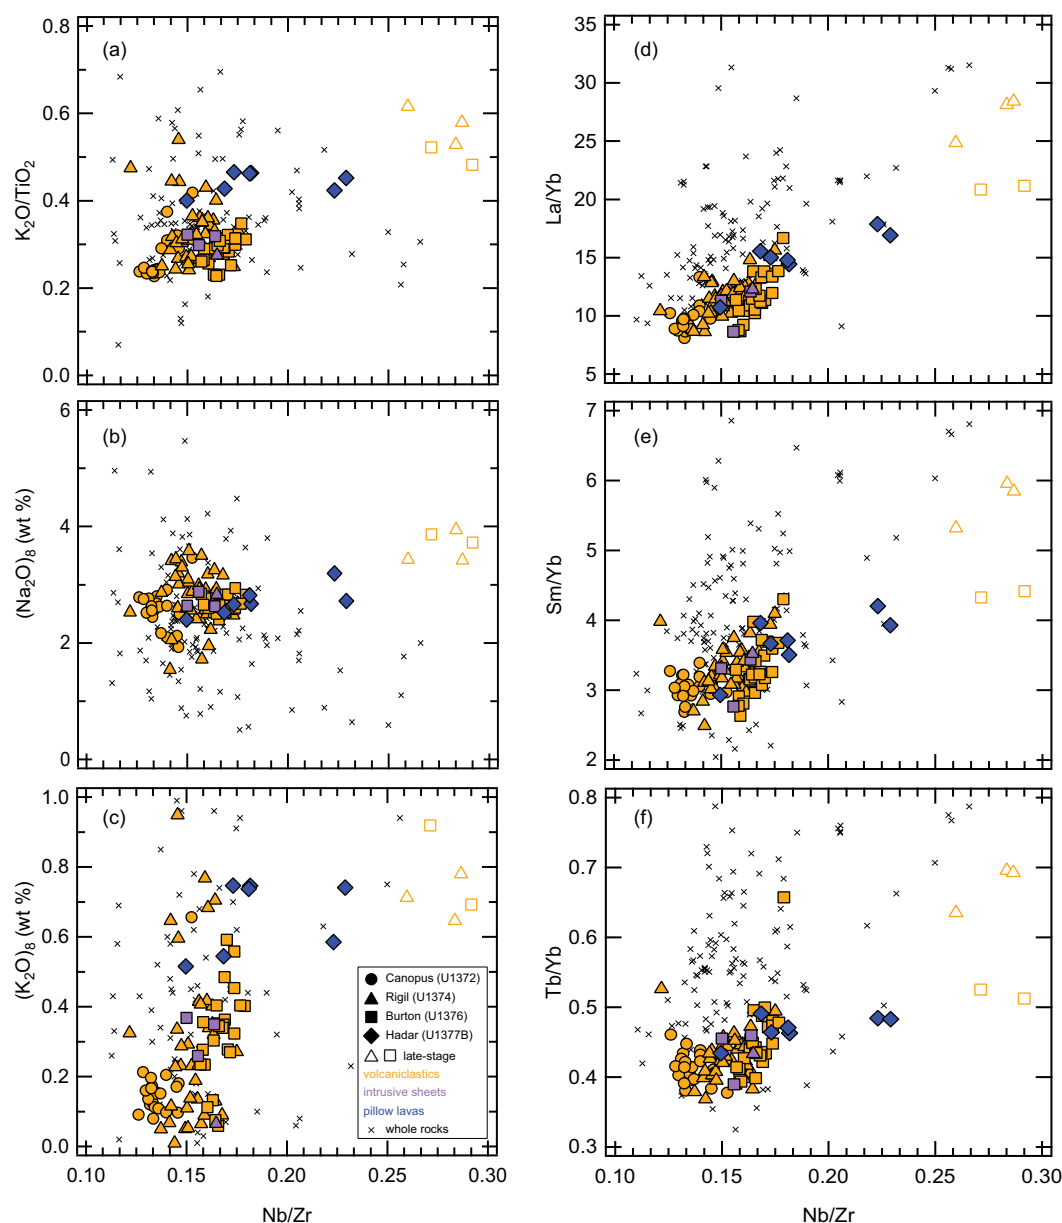 (a)
0.8
0.6
0.4
0.2
0.0
K2O/TiO2
(b)
6
4
2
0
(Na2O)8 (wt %)
(c)
1.0
0.8
0.6
0.4
0.2
0.0
(K2O)8 (wt %)
Canopus (U1372)
Rigil (U1374)
Burton (U1376)
Hadar (U1377B)
late-stage
volcaniclastics
intrusive sheets
pillow lavas
whole rocks
0.10 0.15 0.20 0.25 0.30
Nb/Zr
(d)
35
30
25
20
15
10
5
La/Yb
(e)
7
6
5
4
3
2
Sm/Yb
(f)
0.8
0.7
0.6
0.5
0.4
0.3
Tb/Yb
0.10 0.15 0.20 0.25 0.30
Nb/Zr